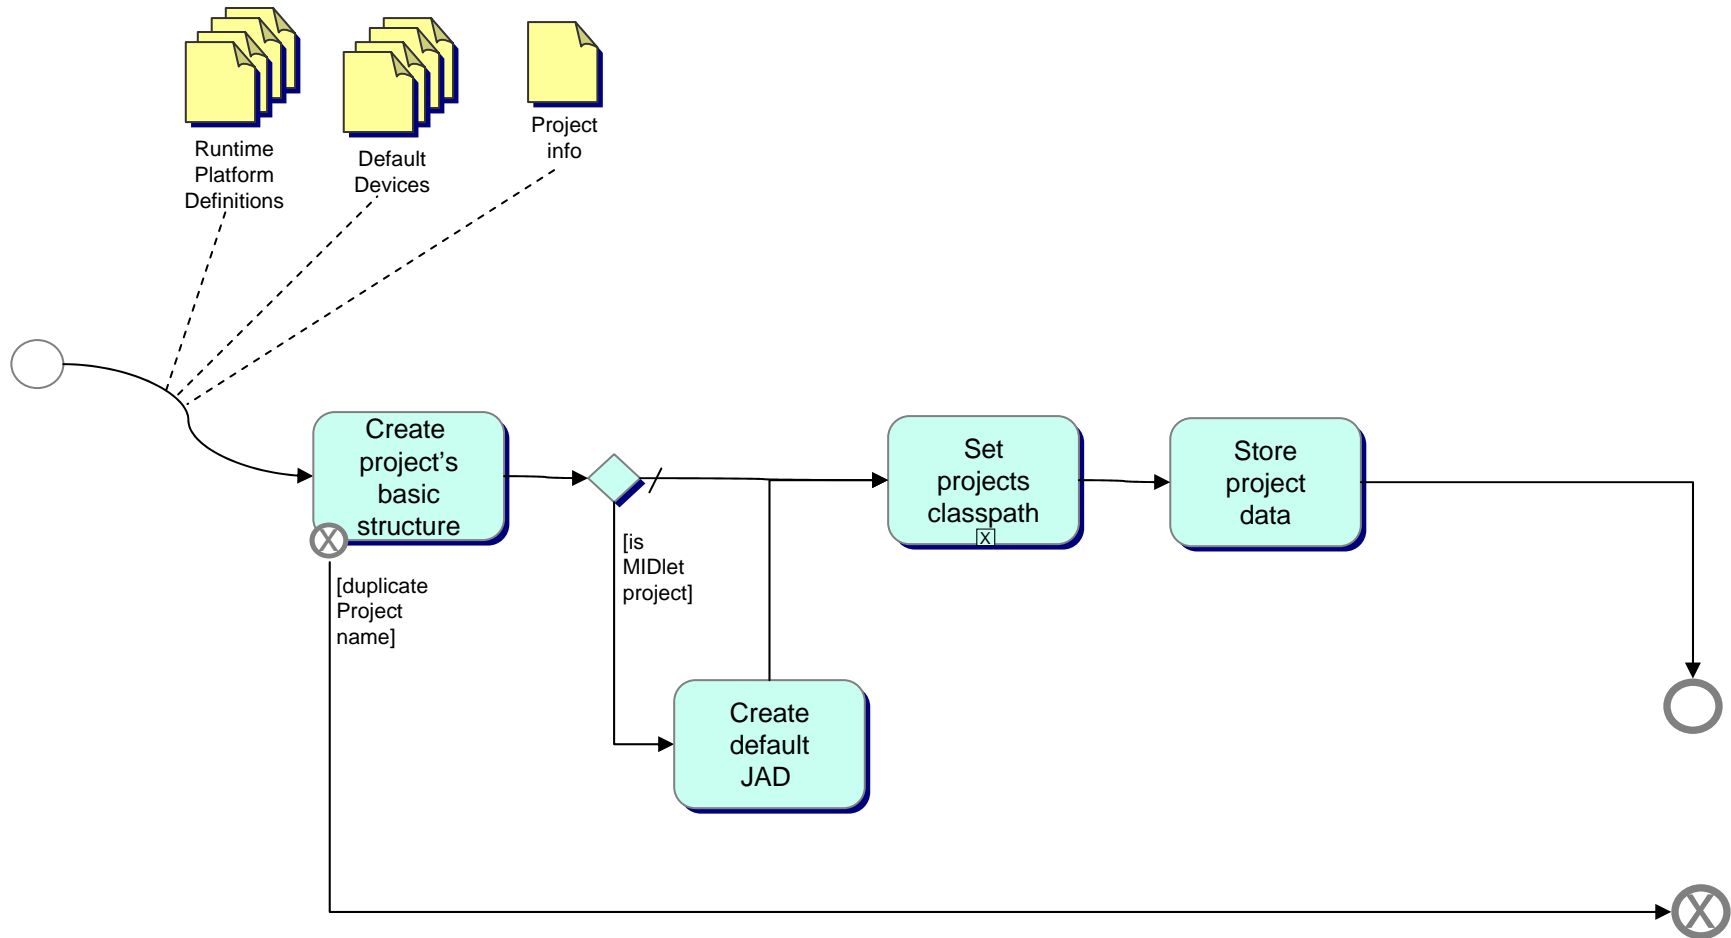 Runtime
Platform
Definitions
Default
Devices
Project
info
Create
project's
basic
structure
X
[duplicate
Project
name]
[is
MIDlet
project]
Create
default
JAD
Set
projects
classpath
X
Store
project
data
X